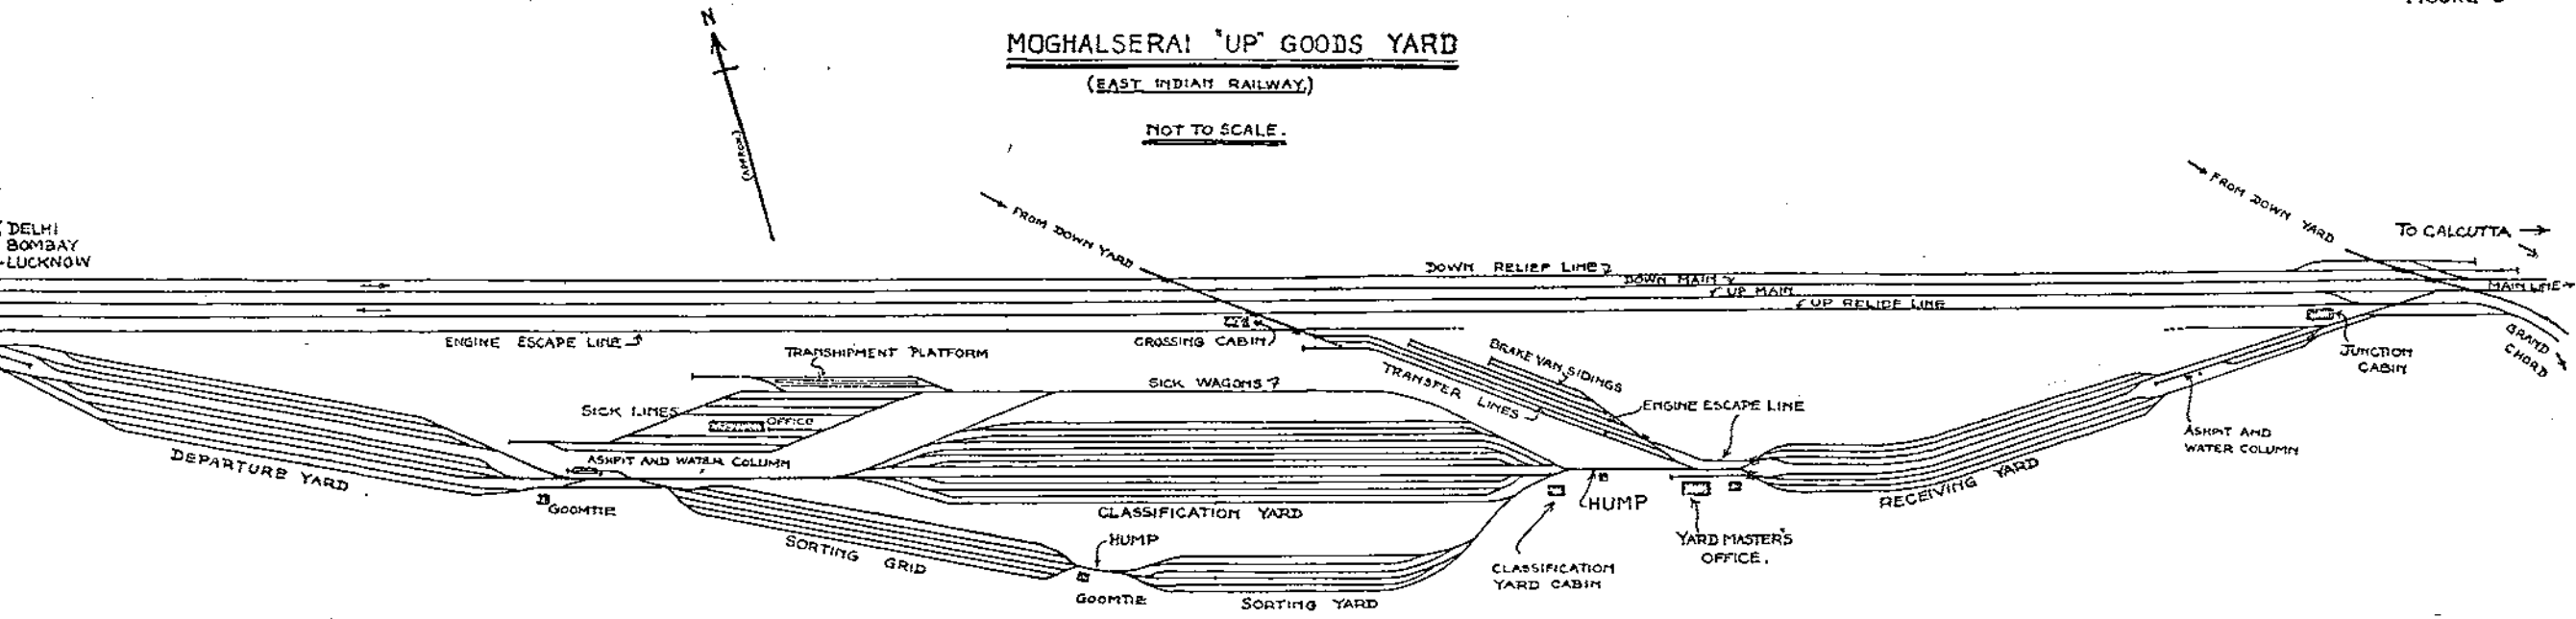 N
(APPROX.)
MOGHALSERAI "UP" GOODS YARD
(EAST INDIAN RAILWAY.)
NOT TO SCALE.
DELHI
BOMBAY
LUCKNOW
FROM DOWN YARD
FROM DOWN YARD
TO CALCUTTA
DOWN RELIEF LINE
DOWN MAIN
UP MAIN
UP RELIEF LINE
MAIN LINE
GRAND
CHORD
ENGINE ESCAPE LINE
CROSSING CABIN
JUNCTION
CABIN
TRANSHIPMENT PLATFORM
SICK WAGONS
BRAKE VAN SIDINGS
TRANSFER LINES
ENGINE ESCAPE LINE
SICK LINES
OFFICE
ASHPIT AND
WATER COLUMN
DEPARTURE YARD
ASHPIT AND WATER COLUMN
GOOMTIE
CLASSIFICATION YARD
HUMP
RECEIVING YARD
YARD MASTER'S
OFFICE.
SORTING GRID
HUMP
GOOMTIE
SORTING YARD
CLASSIFICATION
YARD CABIN